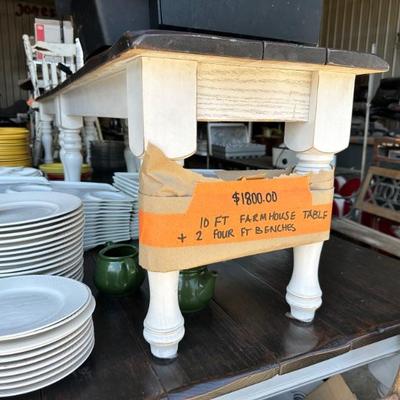 $1800.00
10 FT FARMHOUSE TABLE
+ 2 FOUR FT BENCHES